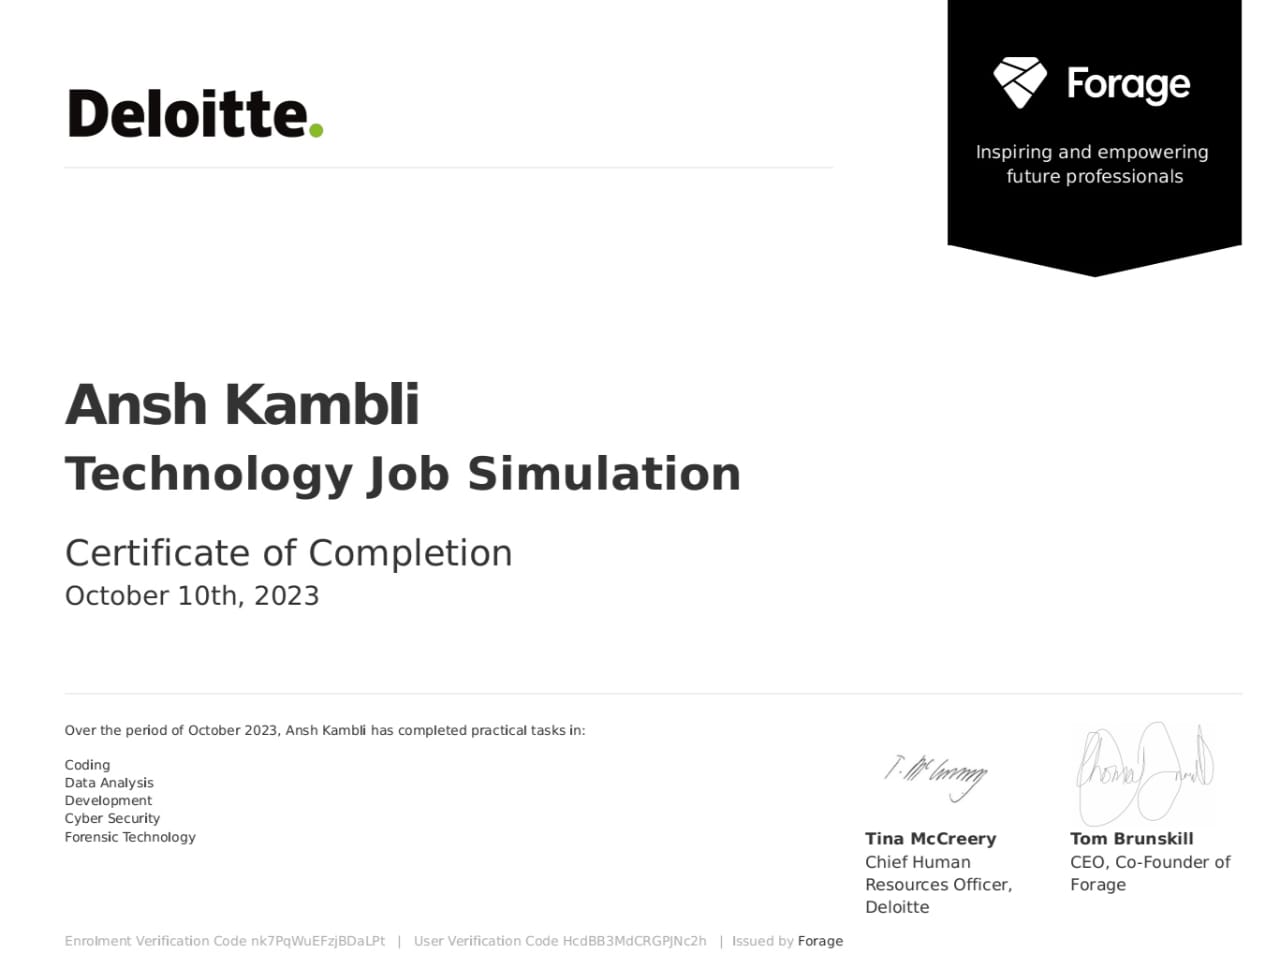 Deloitte.
Forage
Inspiring and empowering
future professionals
Ansh Kambli
Technology Job Simulation
Certificate of Completion
October 10th, 2023
Over the period of October 2023, Ansh Kambli has completed practical tasks in:
Coding
Data Analysis
Development
Cyber Security
Forensic Technology
T. McCreery
Tina McCreery
Chief Human
Resources Officer,
Deloitte
Tom Brunskill
CEO, Co-Founder of
Forage
Enrolment Verification Code nk7PqWuEFzjBDaLPt | User Verification Code HcdBB3MdCRGPJNc2h | Issued by Forage